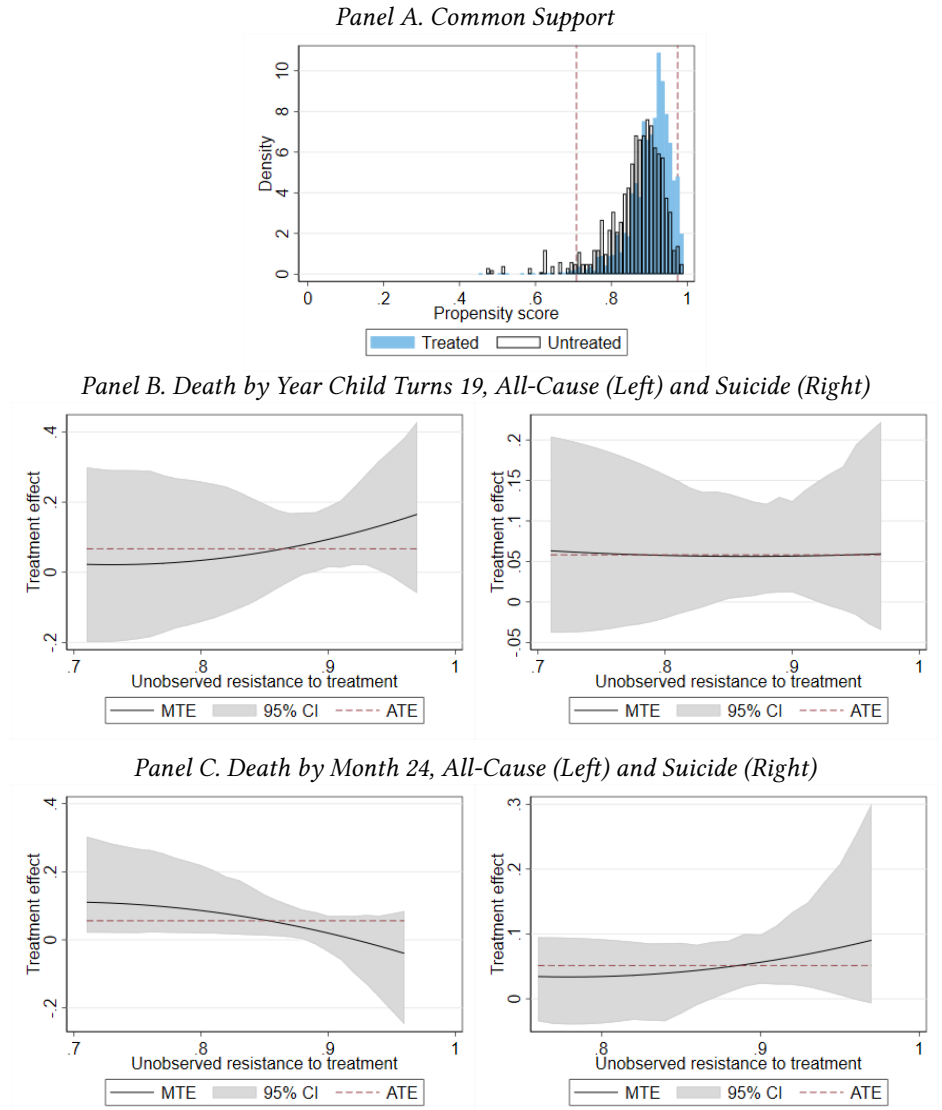 Panel A. Common Support
10
8
6
4
2
0
Density
0 .2 .4 .6 .8 1
Propensity score
Treated Untreated
Panel B. Death by Year Child Turns 19, All-Cause (Left) and Suicide (Right)
.4
.2
0
-.2
Treatment effect
.7 .8 .9 1
Unobserved resistance to treatment
MTE 95% CI ATE
.2
.15
.1
.05
0
-.05
Treatment effect
.7 .8 .9 1
Unobserved resistance to treatment
MTE 95% CI ATE
Panel C. Death by Month 24, All-Cause (Left) and Suicide (Right)
.4
.2
0
-.2
Treatment effect
.7 .8 .9 1
Unobserved resistance to treatment
MTE 95% CI ATE
.3
.2
.1
0
Treatment effect
.8 .9 1
Unobserved resistance to treatment
MTE 95% CI ATE